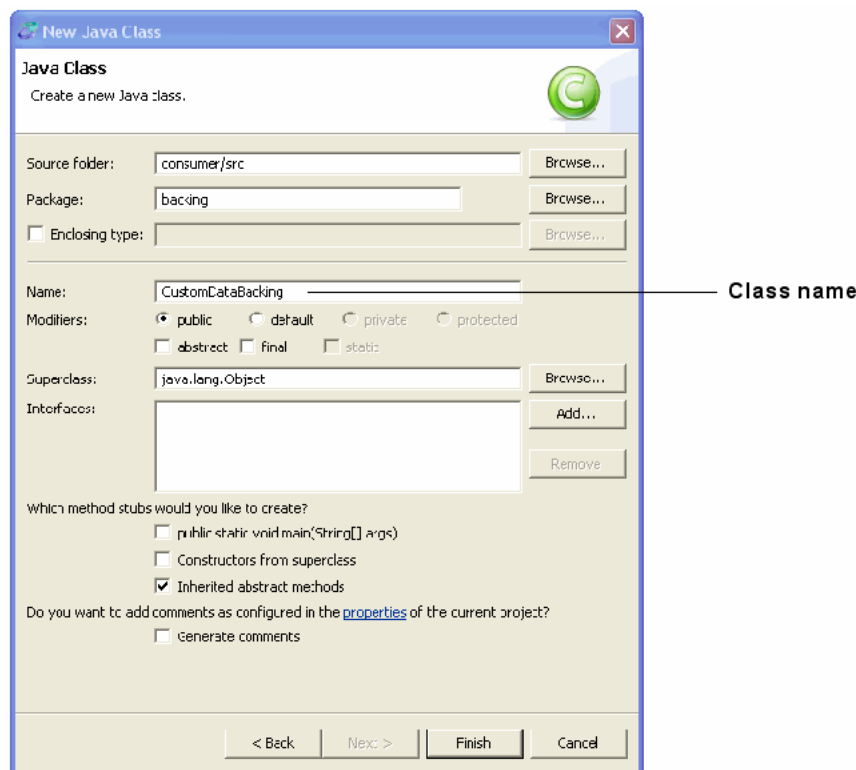 New Java Class
Java Class
Create a new Java class.
Source folder: consumer/src Browse...
Package: backing Browse...
Enclosing type: Browse...
Name: CustomDataBacking Class name
Modifiers: public default private protected
abstract final static
Superclass: java.lang.Object Browse...
Interfaces: Add...
Remove
Which method stubs would you like to create?
public static void main(String[] args)
Constructors from superclass
Inherited abstract methods
Do you want to add comments as configured in the properties of the current project?
Generate comments
< Back Next > Finish Cancel